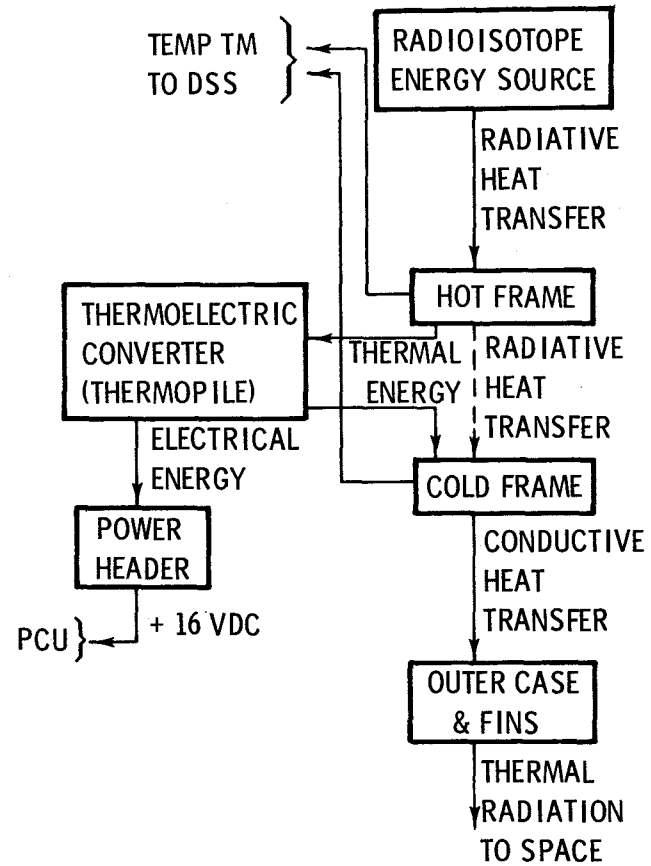 TEMP TM
TO DSS
RADIOISOTOPE
ENERGY SOURCE
RADIATIVE
HEAT
TRANSFER
HOT FRAME
THERMOELECTRIC
CONVERTER
(THERMOPILE)
THERMAL
ENERGY
RADIATIVE
HEAT
TRANSFER
ELECTRICAL
ENERGY
COLD FRAME
POWER
HEADER
CONDUCTIVE
HEAT
TRANSFER
+ 16 VDC
PCU
OUTER CASE
& FINS
THERMAL
RADIATION
TO SPACE